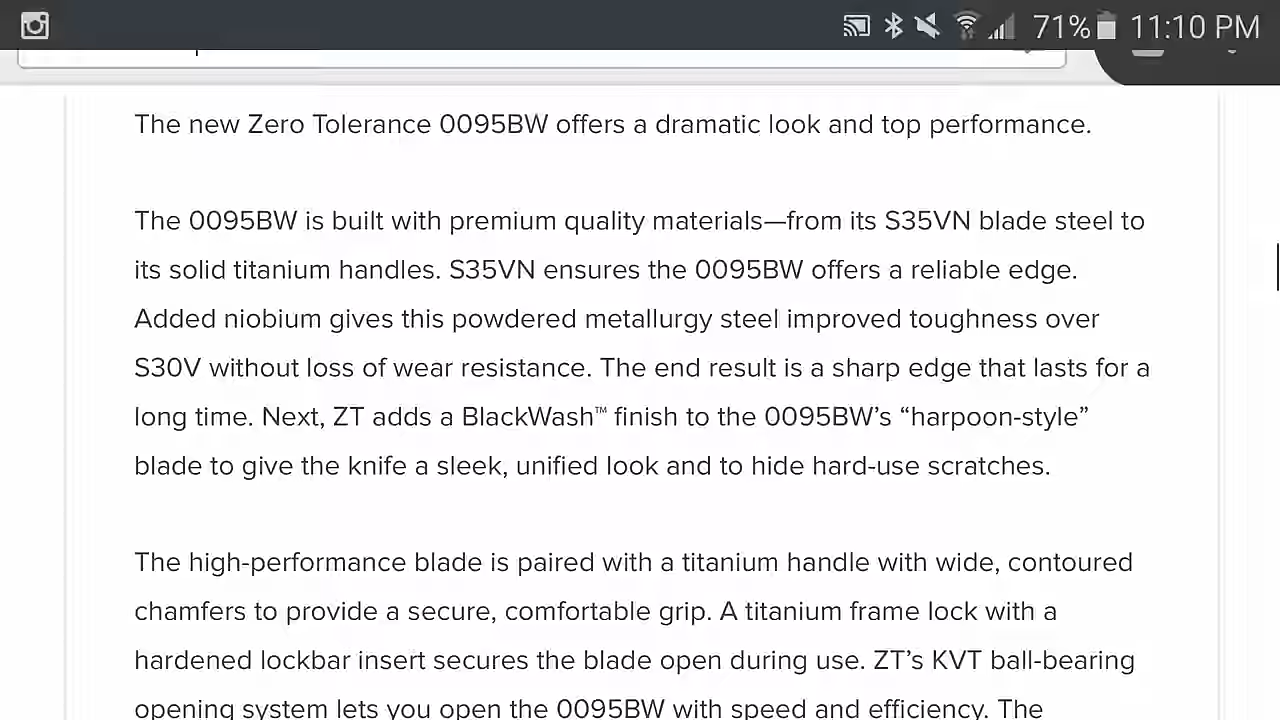 71% 11:10 PM
The new Zero Tolerance 0095BW offers a dramatic look and top performance.
The 0095BW is built with premium quality materials—from its S35VN blade steel to
its solid titanium handles. S35VN ensures the 0095BW offers a reliable edge.
Added niobium gives this powdered metallurgy steel improved toughness over
S30V without loss of wear resistance. The end result is a sharp edge that lasts for a
long time. Next, ZT adds a BlackWash™ finish to the 0095BW’s “harpoon-style”
blade to give the knife a sleek, unified look and to hide hard-use scratches.
The high-performance blade is paired with a titanium handle with wide, contoured
chamfers to provide a secure, comfortable grip. A titanium frame lock with a
hardened lockbar insert secures the blade open during use. ZT’s KVT ball-bearing
opening system lets you open the 0095BW with speed and efficiency. The